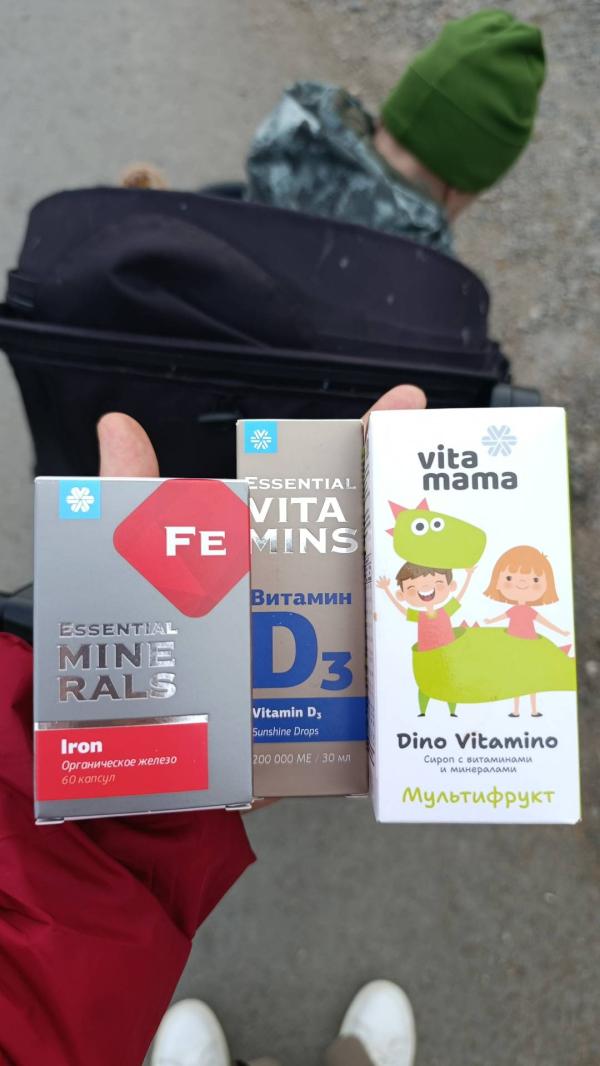 Fe
ESSENTIAL
MINE
RALS
Iron
Органическое железо
60 капсул
ESSENTIAL
VITA
MINS
Витамин
D3
Vitamin D3
Sunshine Drops
200 000 МЕ / 30 мл
vita
mama
Dino Vitamino
Сироп с витаминами
и минералами
Мультифрукт